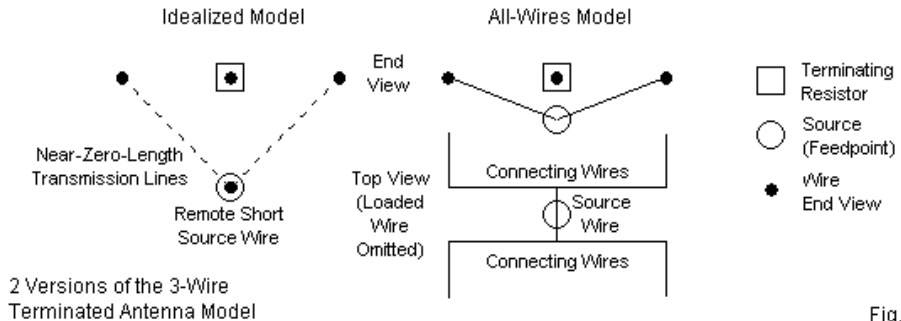 Idealized Model
All-Wires Model
End
View
Terminating
Resistor
Source
(Feedpoint)
Wire
End View
Near-Zero-Length
Transmission Lines
Remote Short
Source Wire
Top View
(Loaded
Wire
Omitted)
Connecting Wires
Source
Wire
Connecting Wires
2 Versions of the 3-Wire
Terminated Antenna Model
Fig.